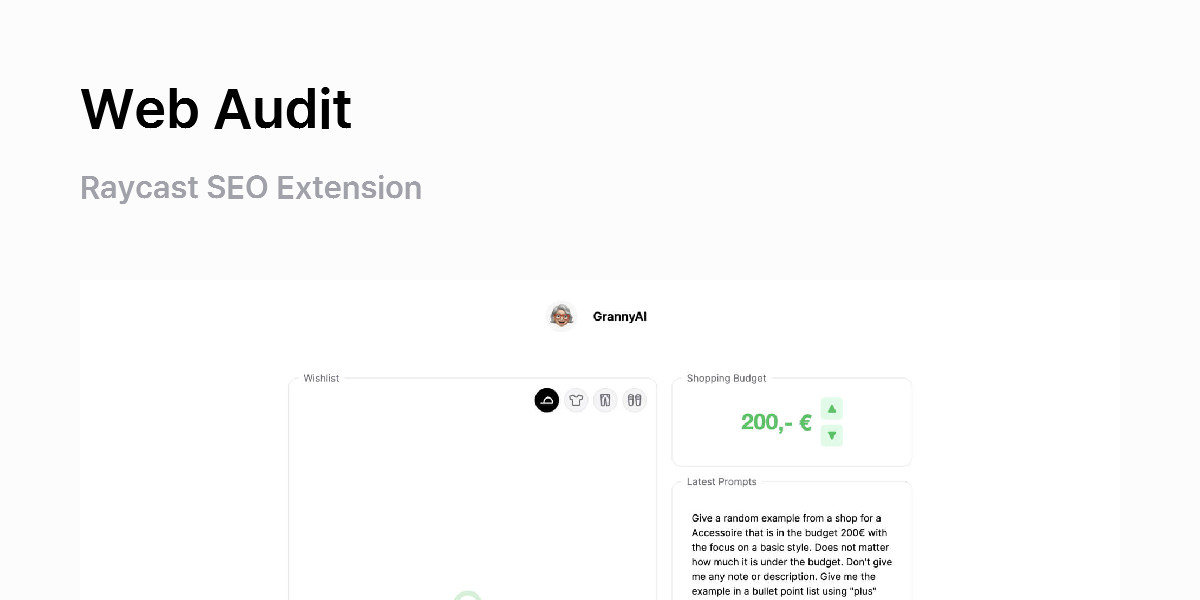 Web Audit
Raycast SEO Extension
GrannyAI
Wishlist
Shopping Budget
200,- €
Latest Prompts
Give a random example from a shop for a
Accessoire that is in the budget 200€ with
the focus on a basic style. Does not matter
how much it is under the budget. Don't give
me any note or description. Give me the
example in a bullet point list using "plus"